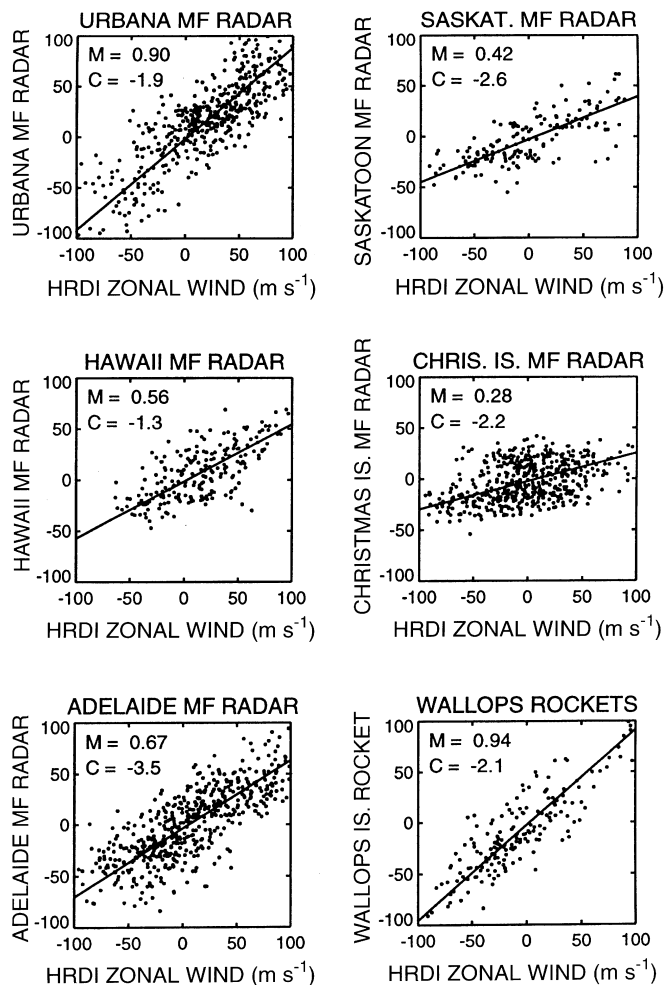 URBANA MF RADAR
M = 0.90
C = -1.9
URBANA MF RADAR
100
50
0
-50
-100
-100 -50 0 50 100
HRDI ZONAL WIND (m s⁻¹)
SASKAT. MF RADAR
M = 0.42
C = -2.6
SASKATOON MF RADAR
100
50
0
-50
-100
-100 -50 0 50 100
HRDI ZONAL WIND (m s⁻¹)
HAWAII MF RADAR
M = 0.56
C = -1.3
HAWAII MF RADAR
100
50
0
-50
-100
-100 -50 0 50 100
HRDI ZONAL WIND (m s⁻¹)
CHRIS. IS. MF RADAR
M = 0.28
C = -2.2
CHRISTMAS IS. MF RADAR
100
50
0
-50
-100
-100 -50 0 50 100
HRDI ZONAL WIND (m s⁻¹)
ADELAIDE MF RADAR
M = 0.67
C = -3.5
ADELAIDE MF RADAR
100
50
0
-50
-100
-100 -50 0 50 100
HRDI ZONAL WIND (m s⁻¹)
WALLOPS ROCKETS
M = 0.94
C = -2.1
WALLOPS IS. ROCKET
100
50
0
-50
-100
-100 -50 0 50 100
HRDI ZONAL WIND (m s⁻¹)